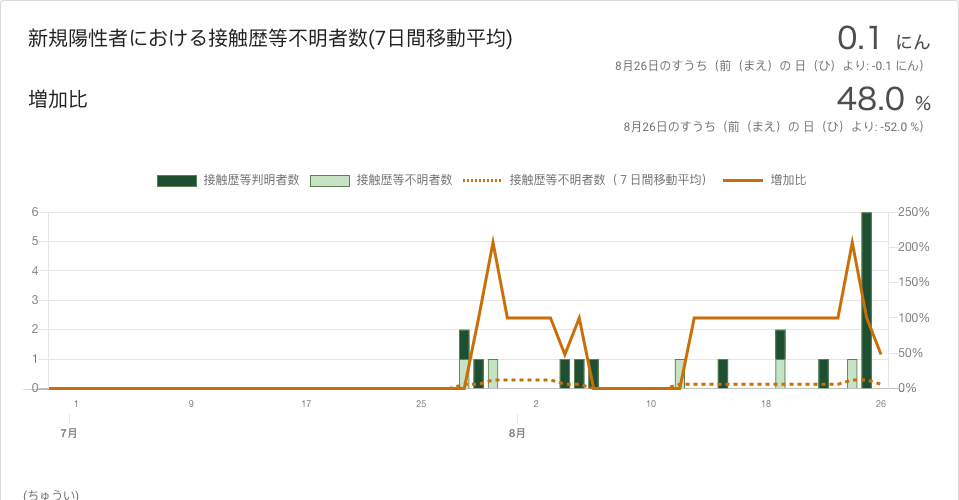 新規陽性者における接触歴等不明者数(7日間移動平均)
0.1 にん
8月26日のすうち（前（まえ）の 日（ひ）より: -0.1 にん）
増加比
48.0 %
8月26日のすうち（前（まえ）の 日（ひ）より: -52.0 %）
接触歴等判明者数 接触歴等不明者数 接触歴等不明者数（７日間移動平均） 増加比
6 250%
5 200%
4 150%
3 100%
2 50%
1 0%
0
1 9 17 25 2 10 18 26
7月 8月
(ちゅうい)